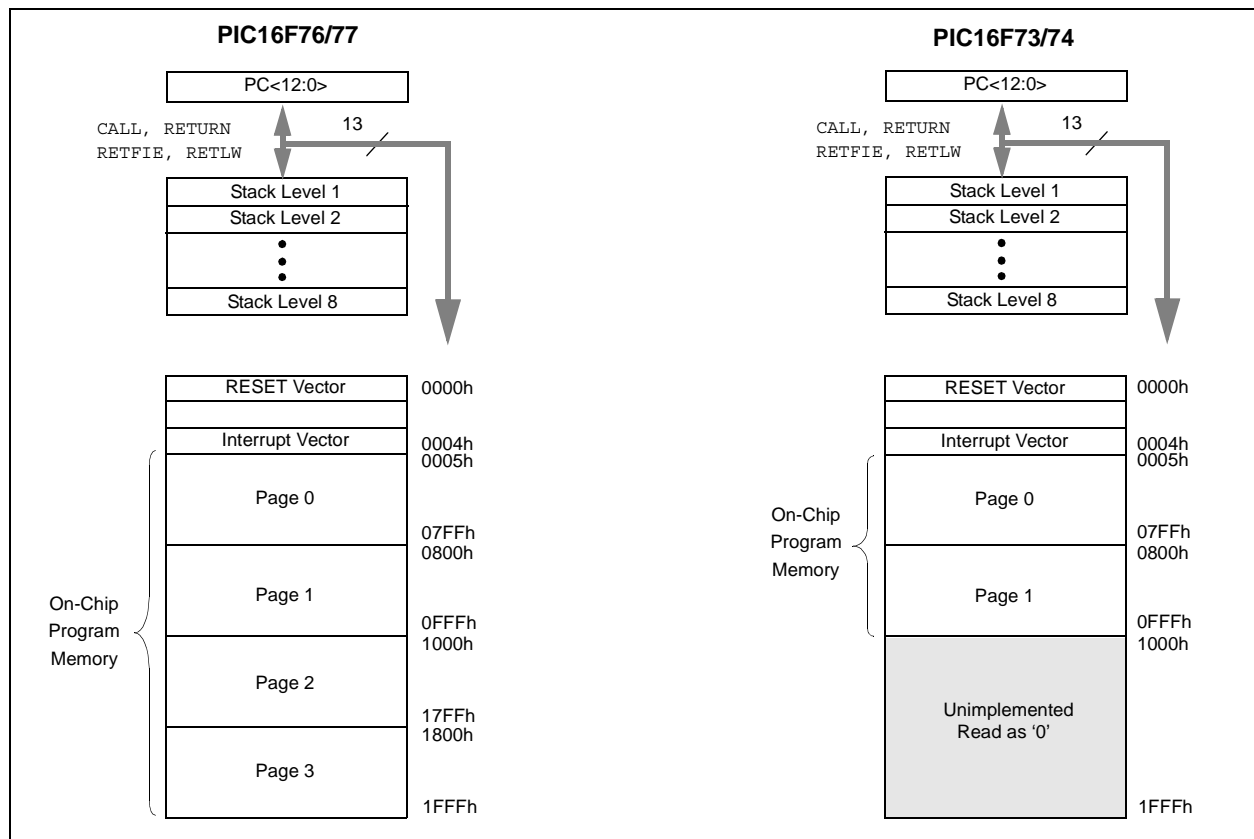 PIC16F76/77
PC<12:0>
CALL, RETURN
RETFIE, RETLW
13
Stack Level 1
Stack Level 2
Stack Level 8
RESET Vector
0000h
Interrupt Vector
0004h
0005h
Page 0
07FFh
0800h
Page 1
0FFFh
1000h
Page 2
17FFh
1800h
Page 3
1FFFh
On-Chip
Program
Memory
PIC16F73/74
PC<12:0>
CALL, RETURN
RETFIE, RETLW
13
Stack Level 1
Stack Level 2
Stack Level 8
RESET Vector
0000h
Interrupt Vector
0004h
0005h
Page 0
07FFh
0800h
Page 1
0FFFh
1000h
Unimplemented
Read as ‘0’
1FFFh
On-Chip
Program
Memory